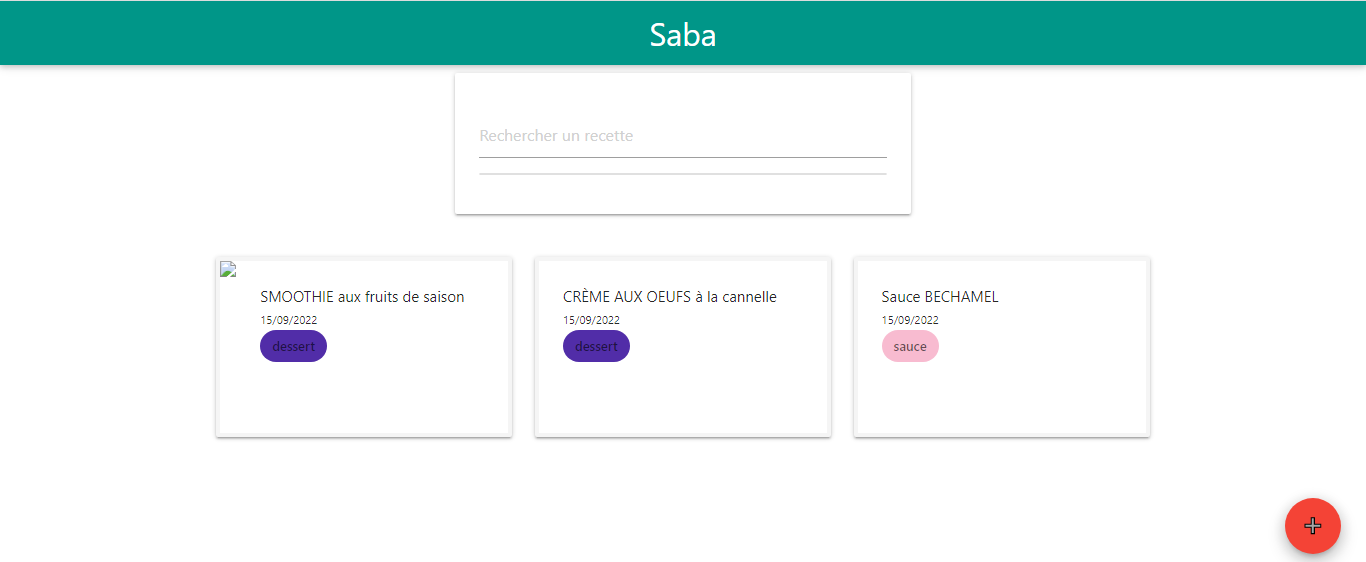 Saba
Rechercher un recette
SMOOTHIE aux fruits de saison
15/09/2022
dessert
CRÈME AUX OEUFS à la cannelle
15/09/2022
dessert
Sauce BECHAMEL
15/09/2022
sauce